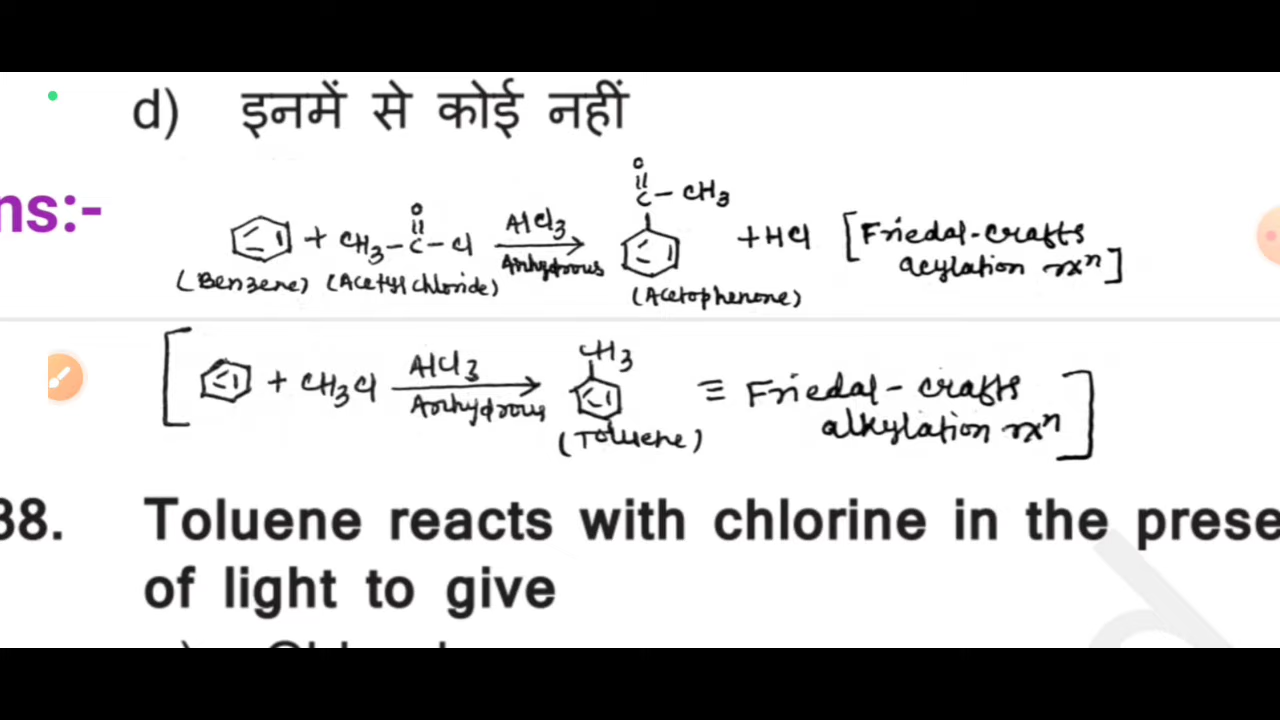 d) इनमें से कोई नहीं
ns:-
O
|| C - CH3
+ CH3 - C - Cl AlCl3 + HCl [Friedal-crafts
O ||
(Benzene) (Acetyl chloride) Anhydrous acylation rxⁿ]
(Acetophenone)
CH3
[ + CH3Cl AlCl3 ≡ Friedal - crafts
Anhydrous alkylation rxⁿ]
(Toluene)
38. Toluene reacts with chlorine in the prese
of light to give